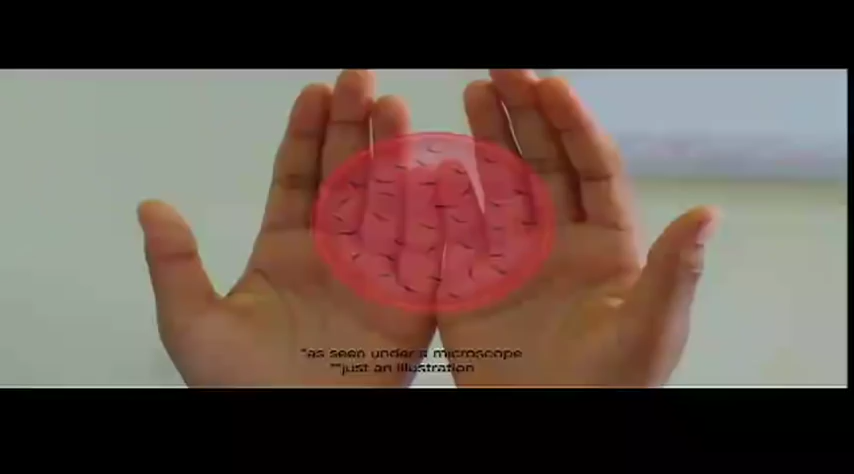 *as seen under a microscope
**just an illustration